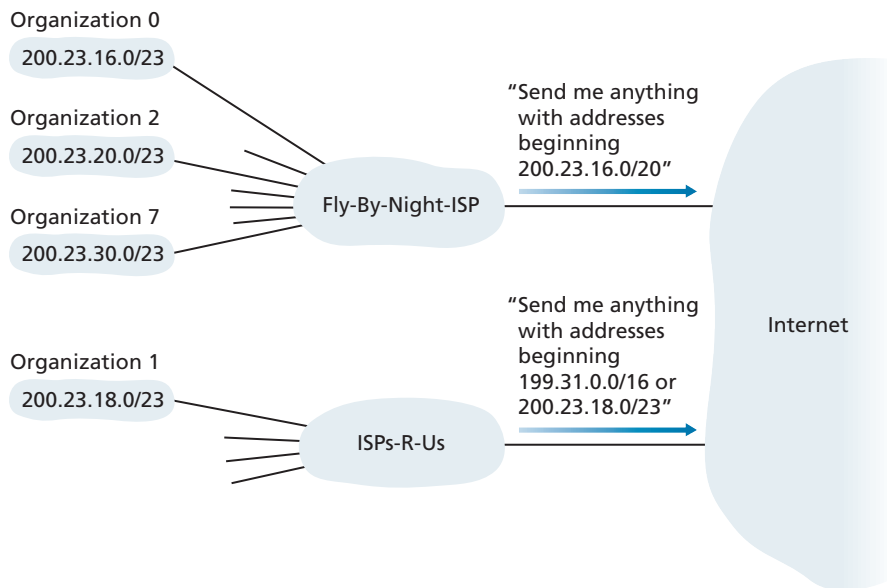 Organization 0
200.23.16.0/23
Organization 2
200.23.20.0/23
Organization 7
200.23.30.0/23
Fly-By-Night-ISP
“Send me anything
with addresses
beginning
200.23.16.0/20”
Organization 1
200.23.18.0/23
ISPs-R-Us
“Send me anything
with addresses
beginning
199.31.0.0/16 or
200.23.18.0/23”
Internet